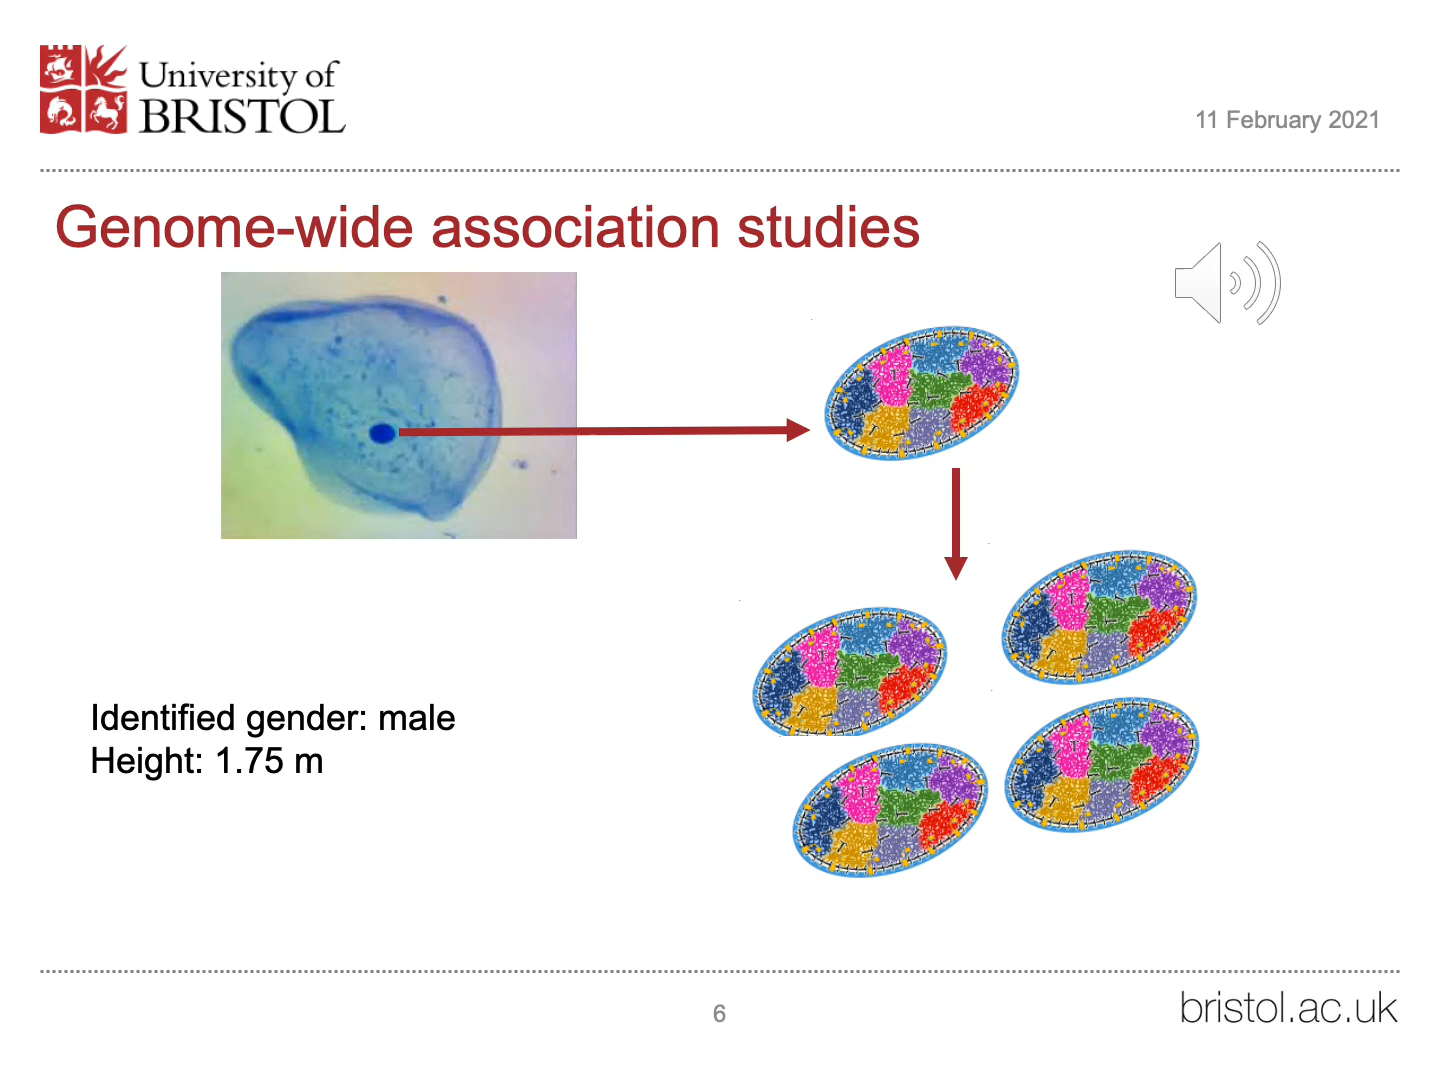 University of
BRISTOL
11 February 2021
Genome-wide association studies
Identified gender: male
Height: 1.75 m
6
bristol.ac.uk